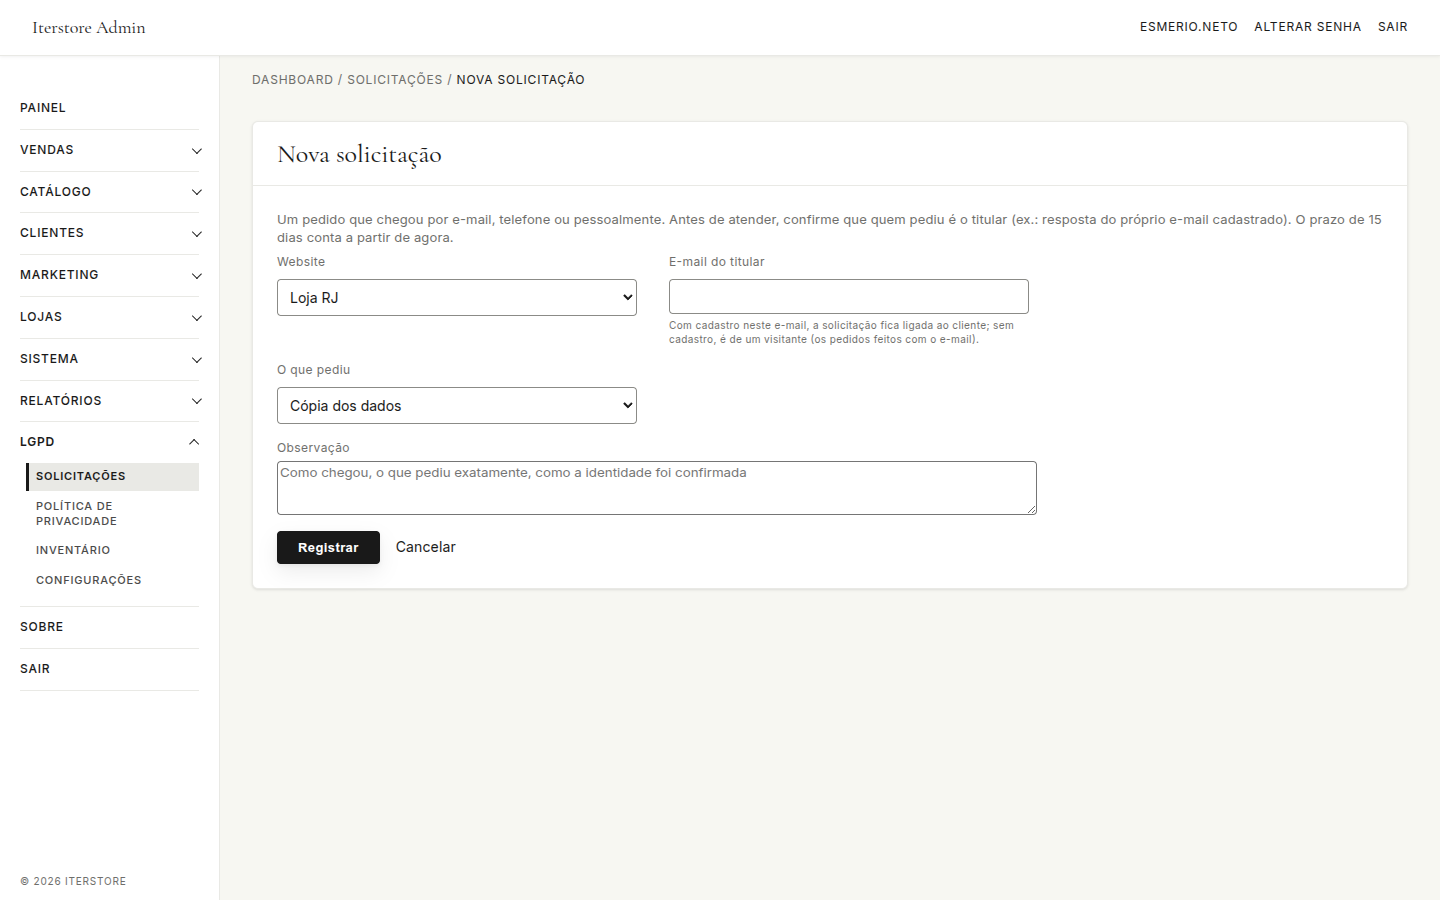 Iterstore Admin
ESMERIO.NETO ALTERAR SENHA SAIR
DASHBOARD / SOLICITAÇÕES / NOVA SOLICITAÇÃO
PAINEL
VENDAS
CATÁLOGO
CLIENTES
MARKETING
LOJAS
SISTEMA
RELATÓRIOS
LGPD
SOLICITAÇÕES
POLÍTICA DE
PRIVACIDADE
INVENTÁRIO
CONFIGURAÇÕES
SOBRE
SAIR
© 2026 ITERSTORE
Nova solicitação
Um pedido que chegou por e-mail, telefone ou pessoalmente. Antes de atender, confirme que quem pediu é o titular (ex.: resposta do próprio e-mail cadastrado). O prazo de 15
dias conta a partir de agora.
Website
Loja RJ
E-mail do titular
Com cadastro neste e-mail, a solicitação fica ligada ao cliente; sem
cadastro, é de um visitante (os pedidos feitos com o e-mail).
O que pediu
Cópia dos dados
Observação
Como chegou, o que pediu exatamente, como a identidade foi confirmada
Registrar Cancelar